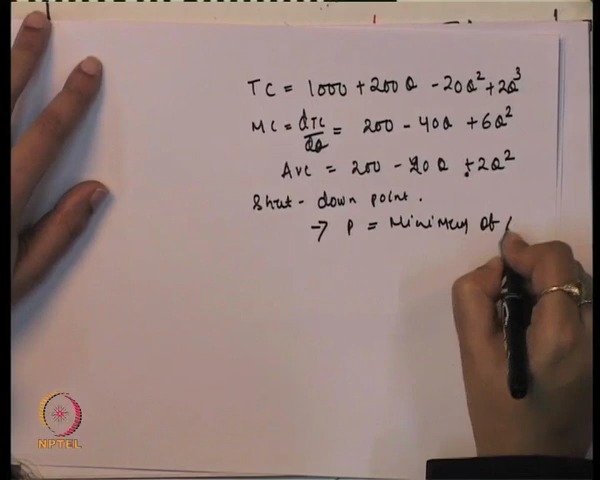 TC = 1000 + 200Q - 20Q² + 2Q³
MC = dTC/dQ = 200 - 40Q + 6Q²
AVC = 200 - 20Q + 2Q²
Shut-down point.
→ P = Minimum of
NPTEL